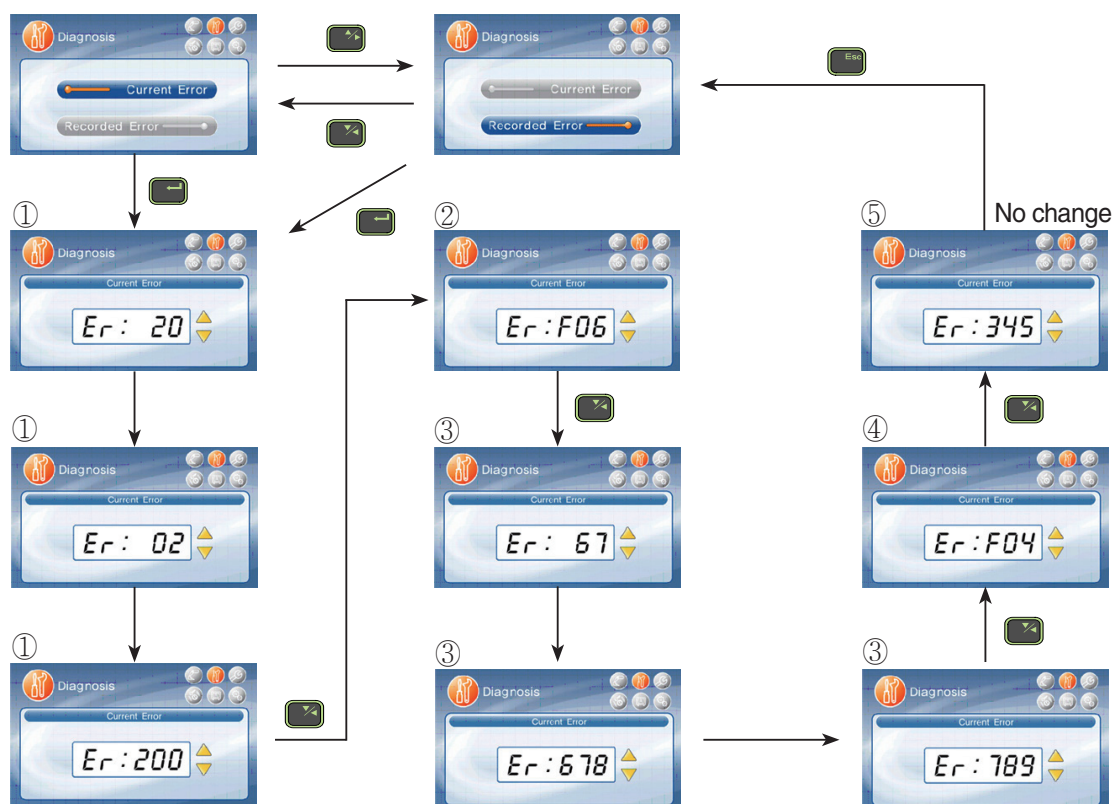 Diagnosis
Current Error
Recorded Error
Diagnosis
Current Error
Recorded Error
Esc
①
Diagnosis
Current Error
Er: 20
②
Diagnosis
Current Error
Er:F06
⑤
No change
Diagnosis
Current Error
Er:345
①
Diagnosis
Current Error
Er: 02
③
Diagnosis
Current Error
Er: 67
④
Diagnosis
Current Error
Er:F04
①
Diagnosis
Current Error
Er:200
③
Diagnosis
Current Error
Er:678
③
Diagnosis
Current Error
Er:789